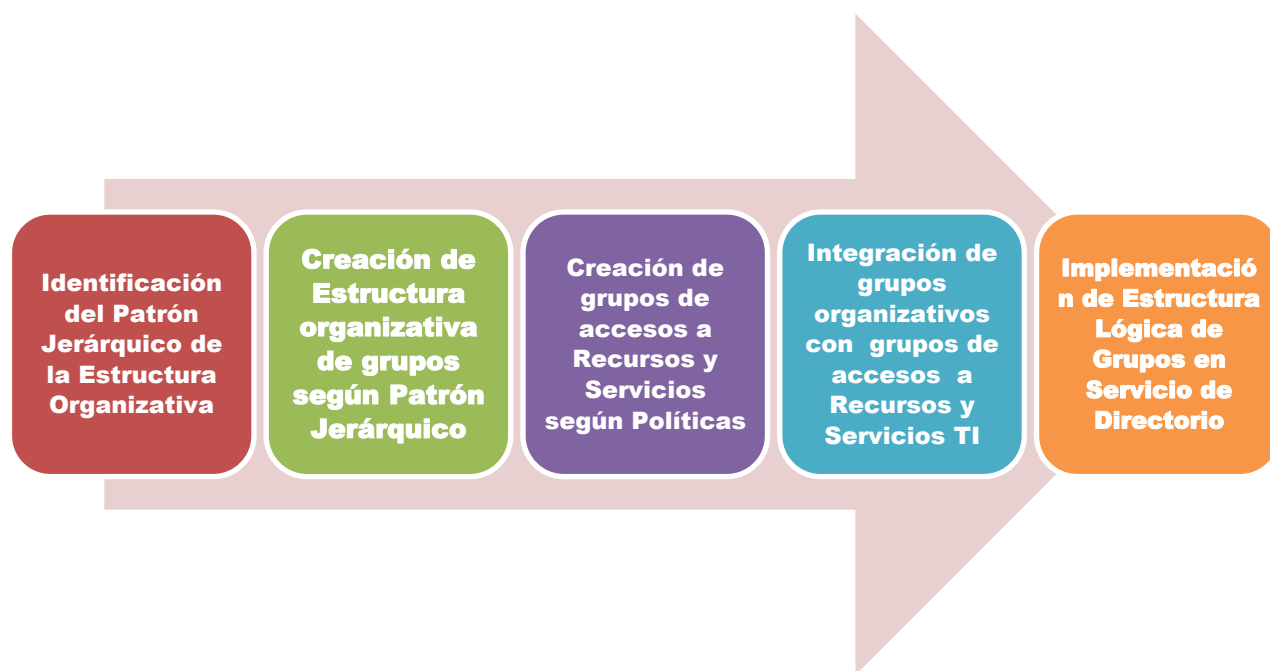 Identificación
del Patrón
Jerárquico de
la Estructura
Organizativa
Creación de
Estructura
organizativa
de grupos
según Patrón
Jerárquico
Creación de
grupos de
accesos a
Recursos y
Servicios
según Políticas
Integración de
grupos
organizativos
con grupos de
accesos a
Recursos y
Servicios TI
Implementació
n de Estructura
Lógica de
Grupos en
Servicio de
Directorio